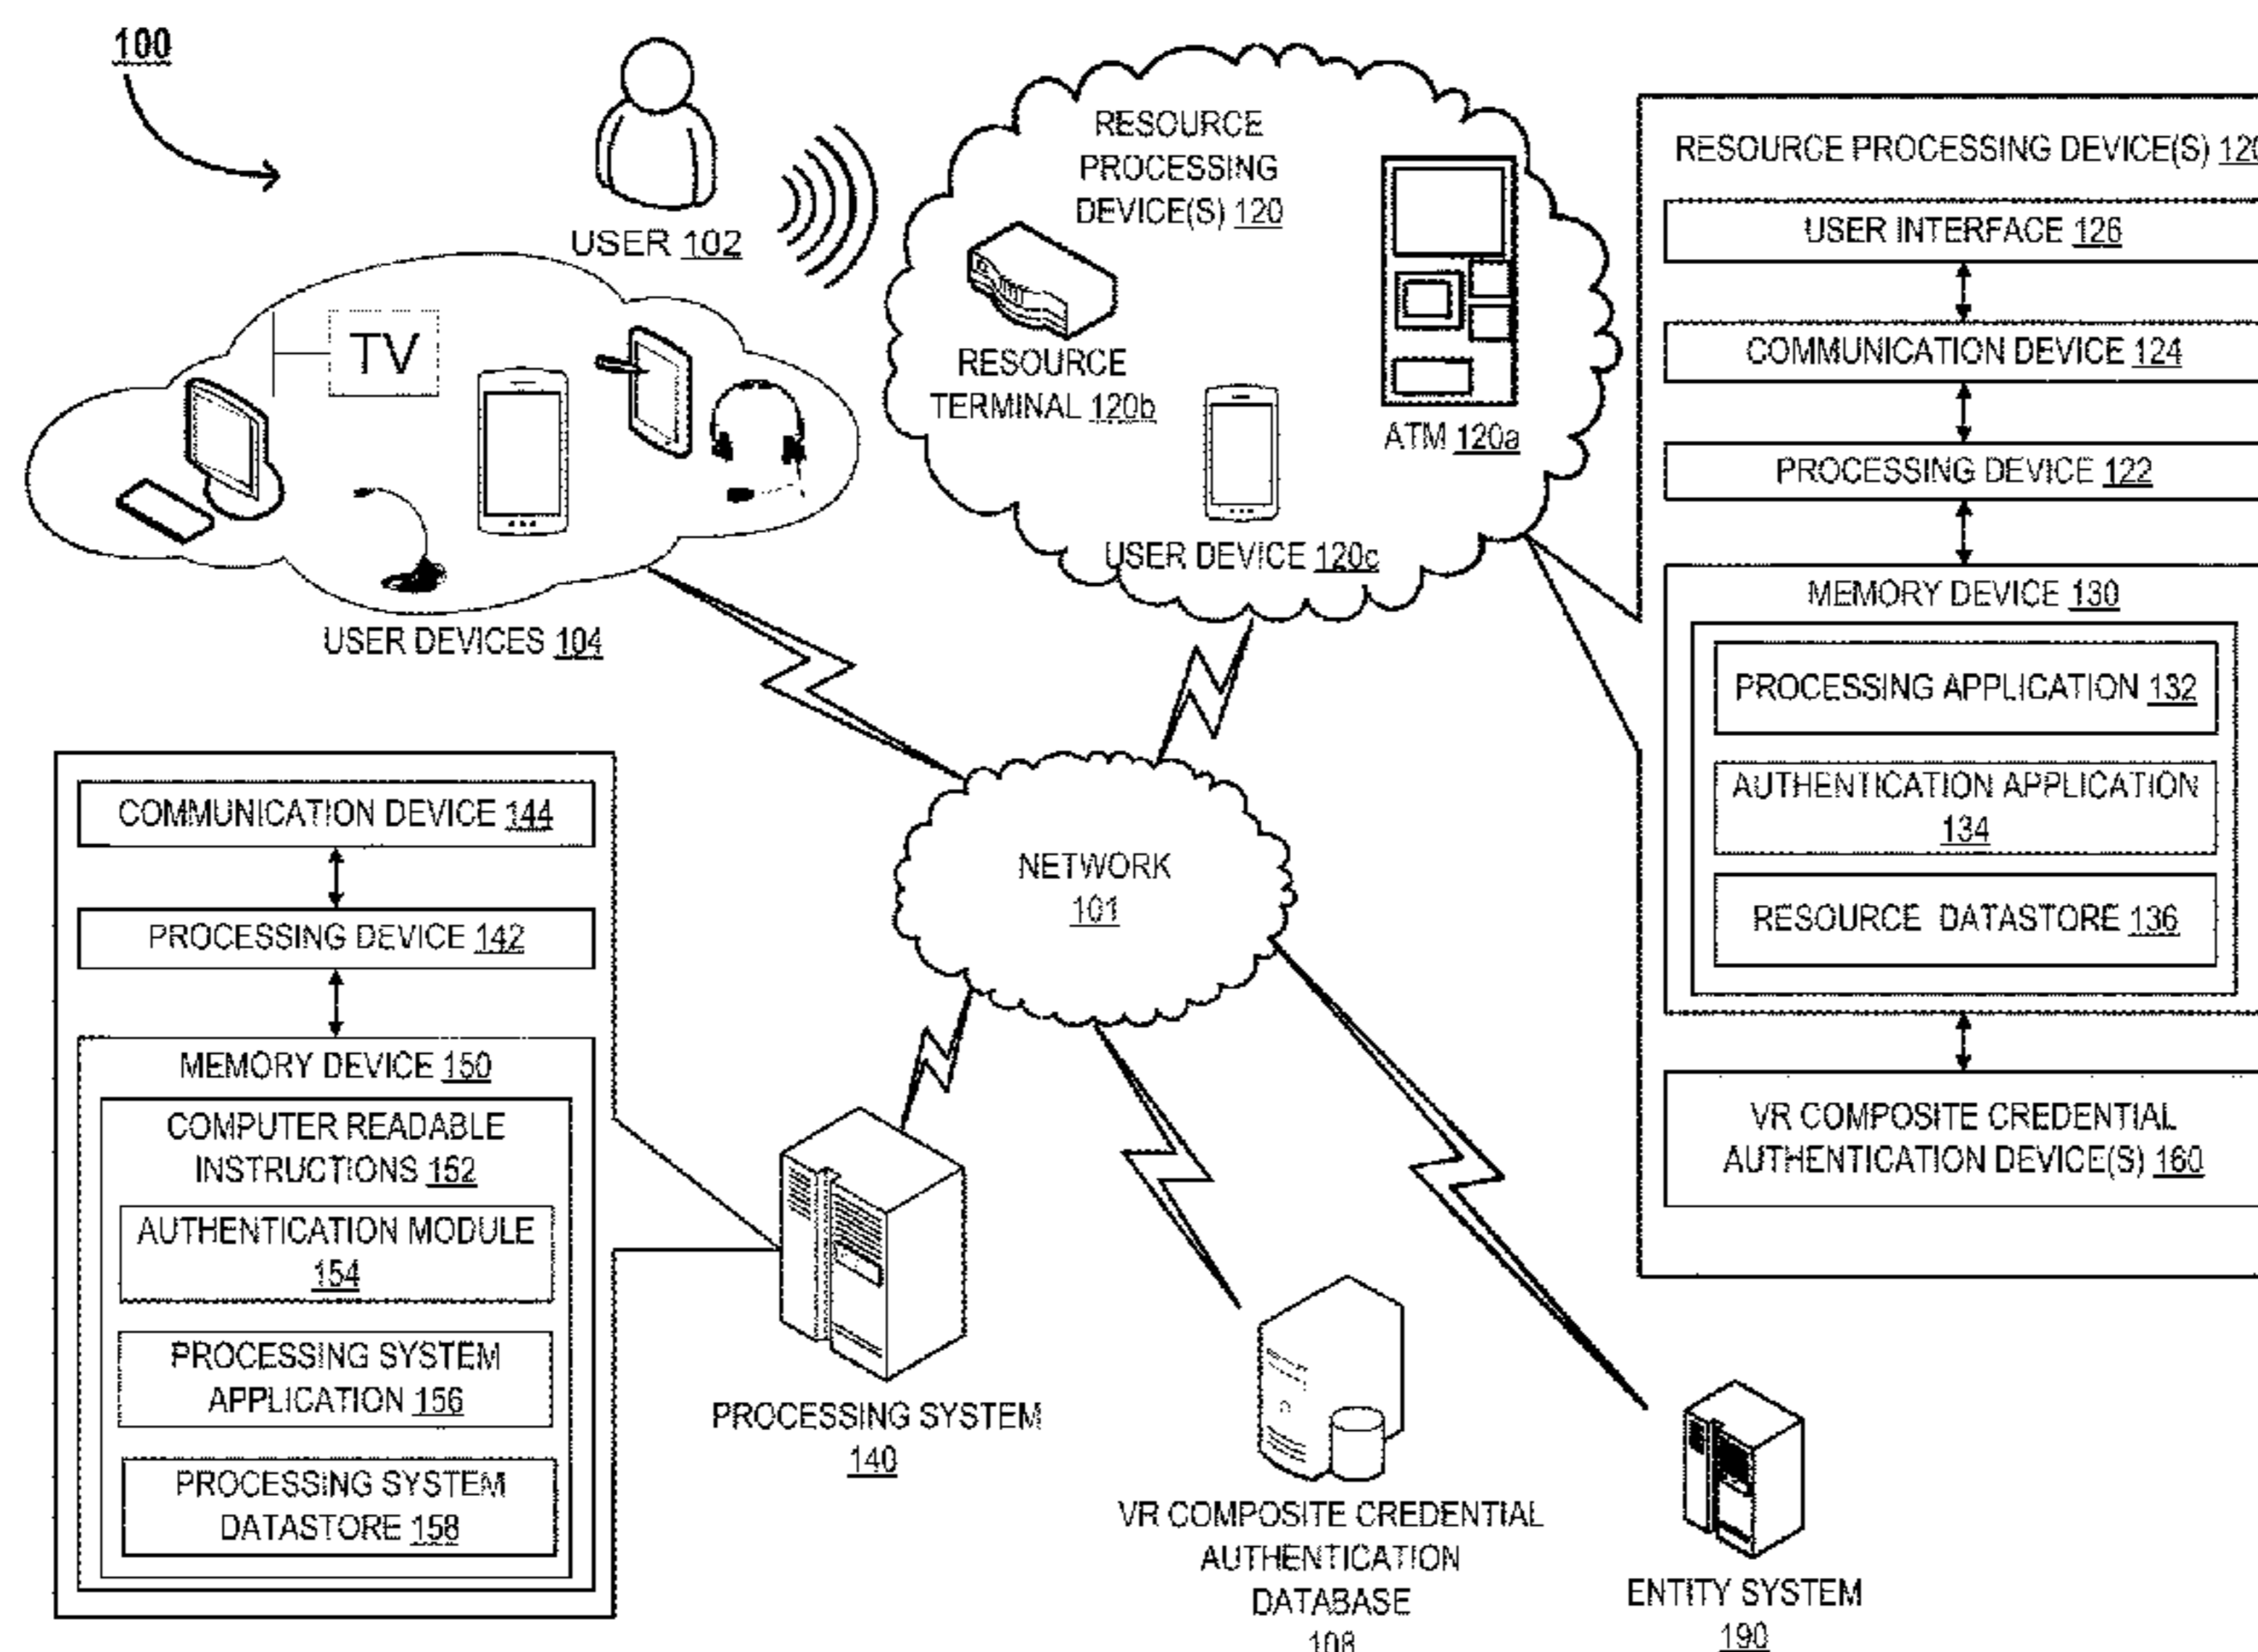 100
USER 102
TV
USER DEVICES 104
RESOURCE
PROCESSING
DEVICE(S) 120
RESOURCE
TERMINAL 120b
ATM 120a
USER DEVICE 120c
RESOURCE PROCESSING DEVICE(S) 120
USER INTERFACE 126
COMMUNICATION DEVICE 124
PROCESSING DEVICE 122
MEMORY DEVICE 130
PROCESSING APPLICATION 132
AUTHENTICATION APPLICATION
134
RESOURCE DATASTORE 136
VR COMPOSITE CREDENTIAL
AUTHENTICATION DEVICE(S) 160
NETWORK
101
COMMUNICATION DEVICE 144
PROCESSING DEVICE 142
MEMORY DEVICE 150
COMPUTER READABLE
INSTRUCTIONS 152
AUTHENTICATION MODULE
154
PROCESSING SYSTEM
APPLICATION 156
PROCESSING SYSTEM
DATASTORE 158
PROCESSING SYSTEM
140
VR COMPOSITE CREDENTIAL
AUTHENTICATION
DATABASE
108
ENTITY SYSTEM
190